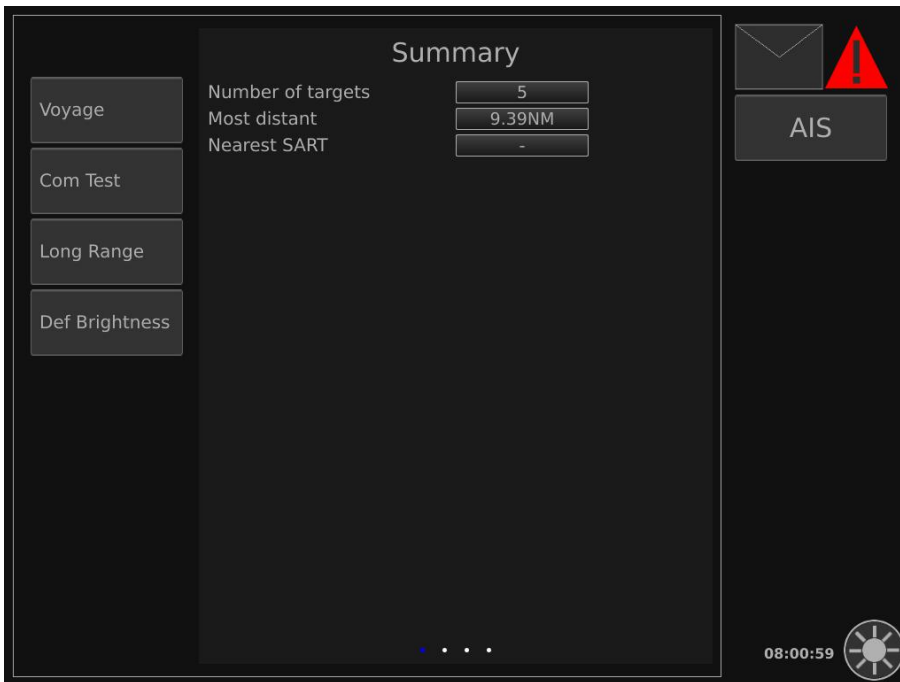 Summary
Number of targets 5
Most distant 9.39NM
Nearest SART -
Voyage
Com Test
Long Range
Def Brightness
AIS
08:00:59